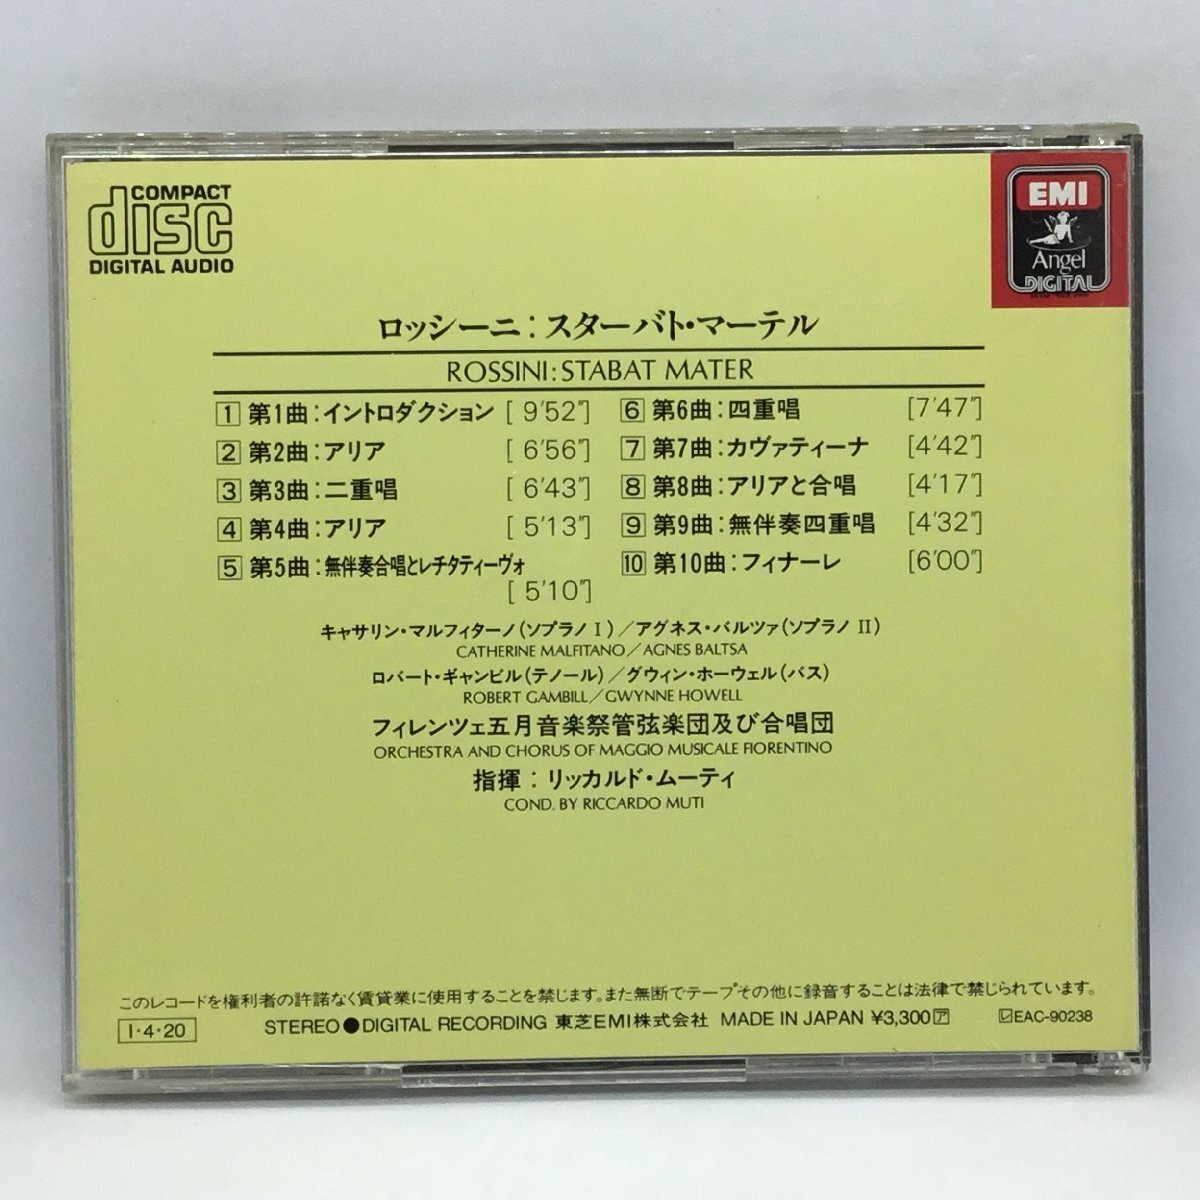 COMPACT
disc
DIGITAL AUDIO
EMI
Angel
DIGITAL
ロッシーニ：スターバト・マーテル
ROSSINI:STABAT MATER
1 第1曲：イントロダクション [ 9'52"]
2 第2曲：アリア [ 6'56"]
3 第3曲：二重唱 [ 6'43"]
4 第4曲：アリア [ 5'13"]
5 第5曲：無伴奏合唱とレチタティーヴォ
[ 5'10"]
6 第6曲：四重唱 [7'47"]
7 第7曲：カヴァティーナ [4'42"]
8 第8曲：アリアと合唱 [4'17"]
9 第9曲：無伴奏四重唱 [4'32"]
10 第10曲：フィナーレ [6'00"]
キャサリン・マルフィターノ(ソプラノ I)／アグネス・バルツァ(ソプラノ II)
CATHERINE MALFITANO／AGNES BALTSA
ロバート・ギャンビル(テノール)／グウィン・ホーウェル(バス)
ROBERT GAMBILL／GWYNNE HOWELL
フィレンツェ五月音楽祭管弦楽団及び合唱団
ORCHESTRA AND CHORUS OF MAGGIO MUSICALE FIORENTINO
指揮：リッカルド・ムーティ
COND. BY RICCARDO MUTI
このレコードを権利者の許諾なく賃貸業に使用することを禁じます。また無断でテープその他に録音することは法律で禁じられています。
I・4・20 STEREO●DIGITAL RECORDING 東芝EMI株式会社 MADE IN JAPAN ¥3,300 ア レ EAC-90238